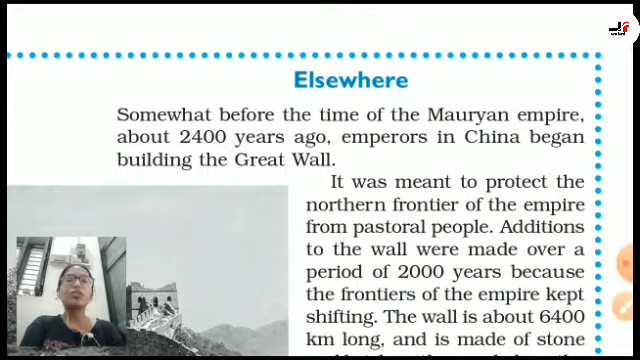 Elsewhere
Somewhat before the time of the Mauryan empire,
about 2400 years ago, emperors in China began
building the Great Wall.
It was meant to protect the
northern frontier of the empire
from pastoral people. Additions
to the wall were made over a
period of 2000 years because
the frontiers of the empire kept
shifting. The wall is about 6400
km long, and is made of stone